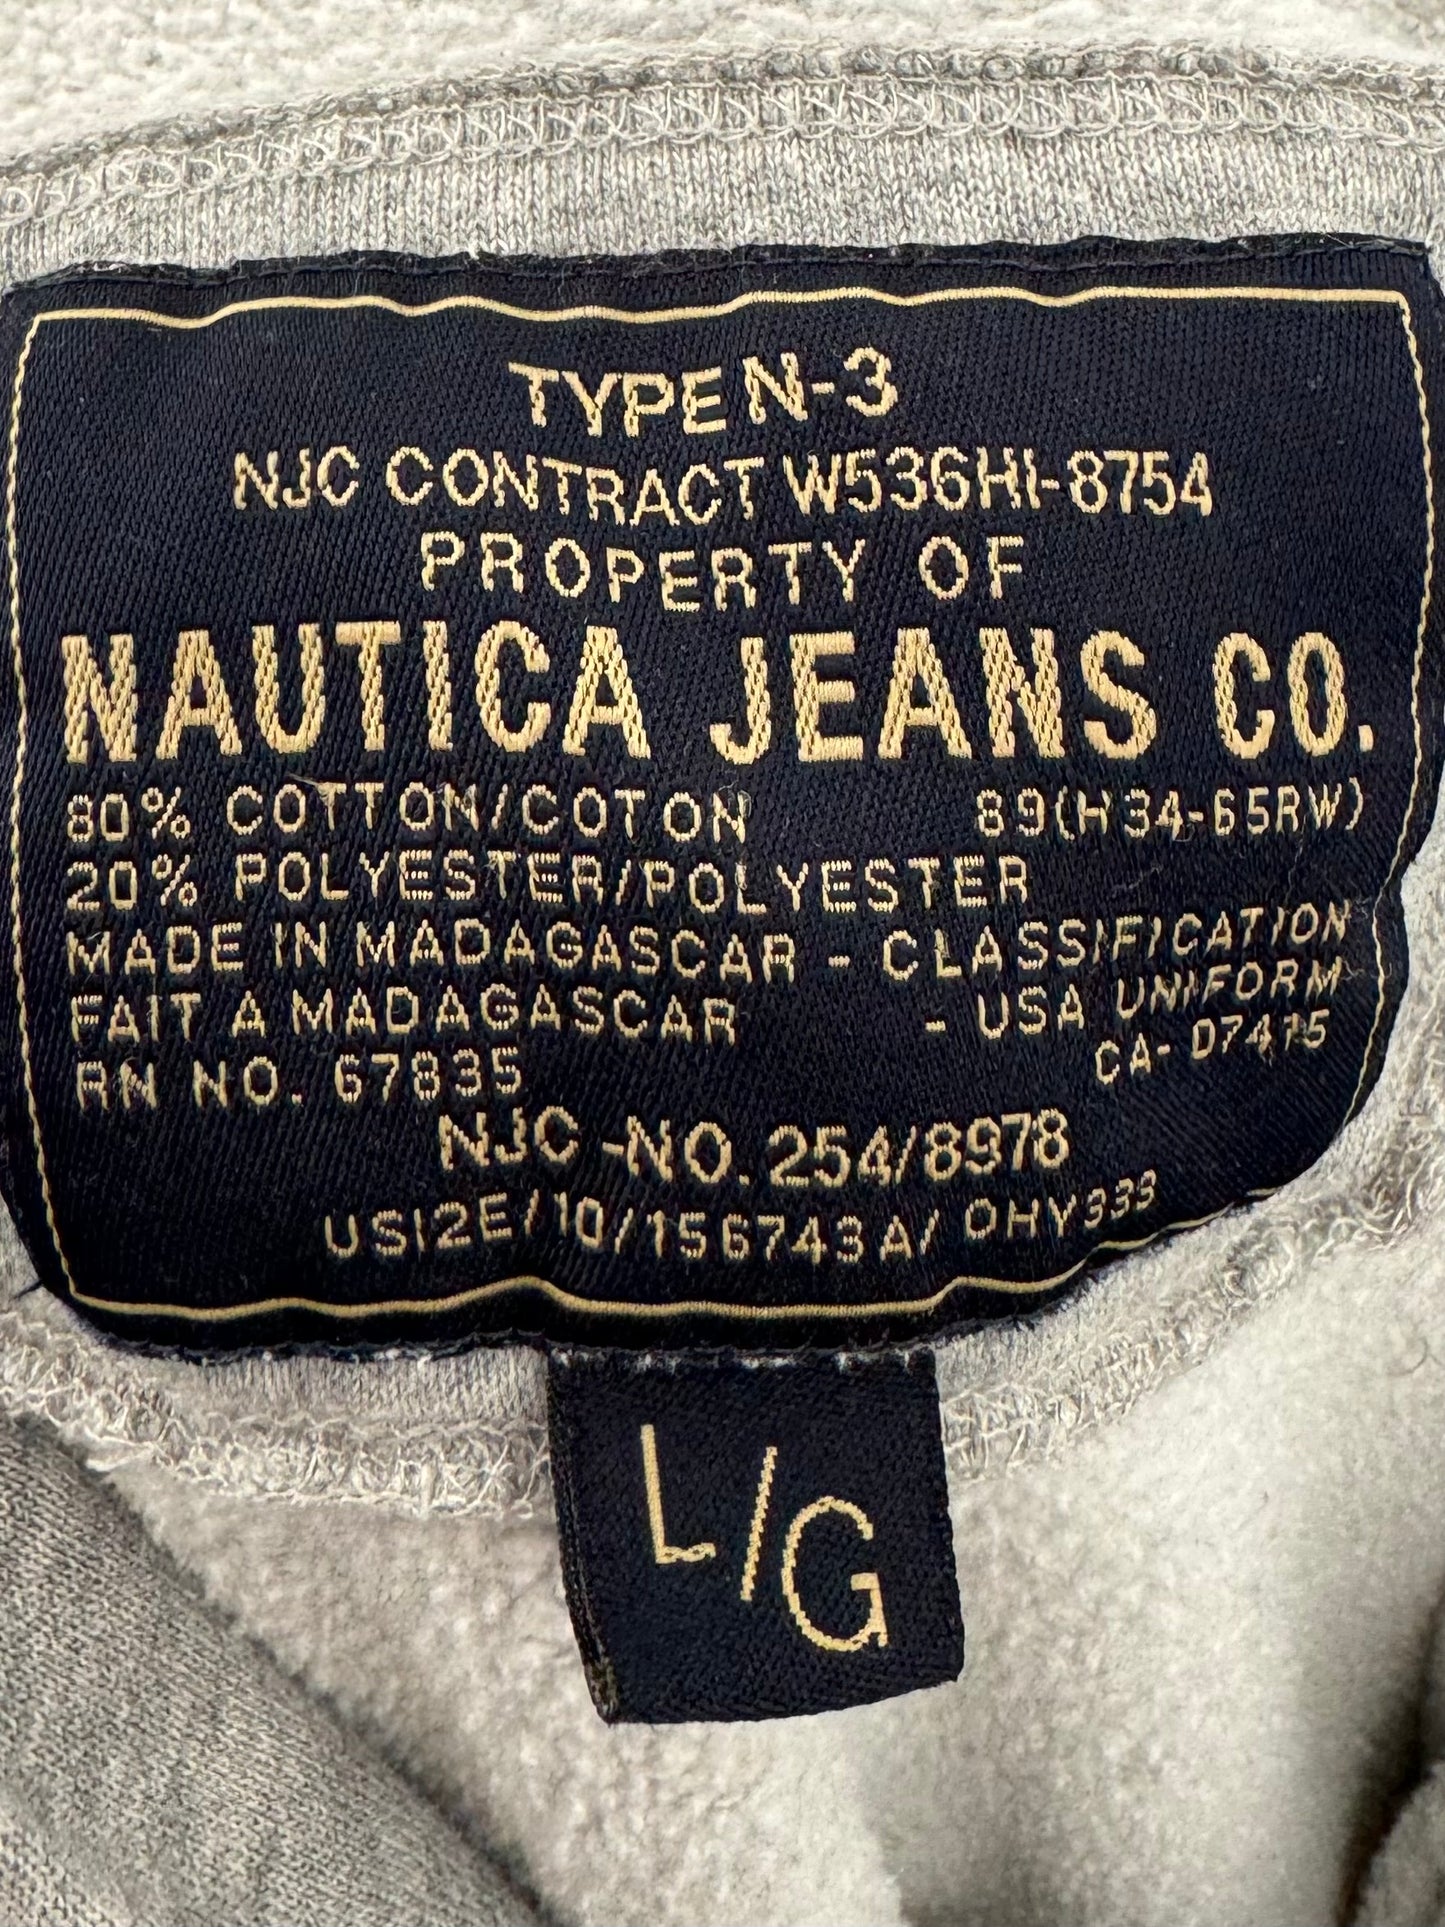 TYPE N-3
NJC CONTRACT W536HI-8754
PROPERTY OF
NAUTICA JEANS CO.
80% COTTON/COTON 89(H34-65RW)
20% POLYESTER/POLYESTER
MADE IN MADAGASCAR - CLASSIFICATION
FAIT A MADAGASCAR - USA UNIFORM
RN NO. 67835 CA- 07415
NJC -NO. 254/8978
USI2E/10/156743A/ OHY333
L/G